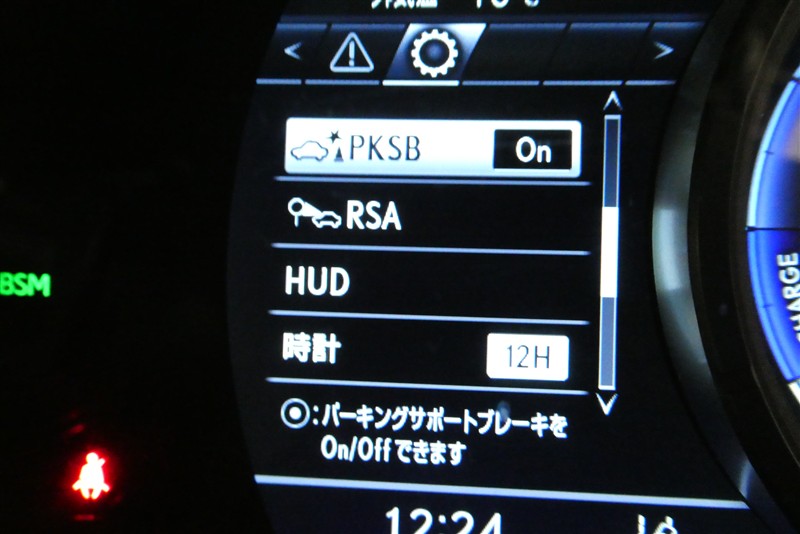 PKSB On
RSA
HUD
時計 12H
:パーキングサポートブレーキを
On/Offできます
12:24
BSM
CHARGE